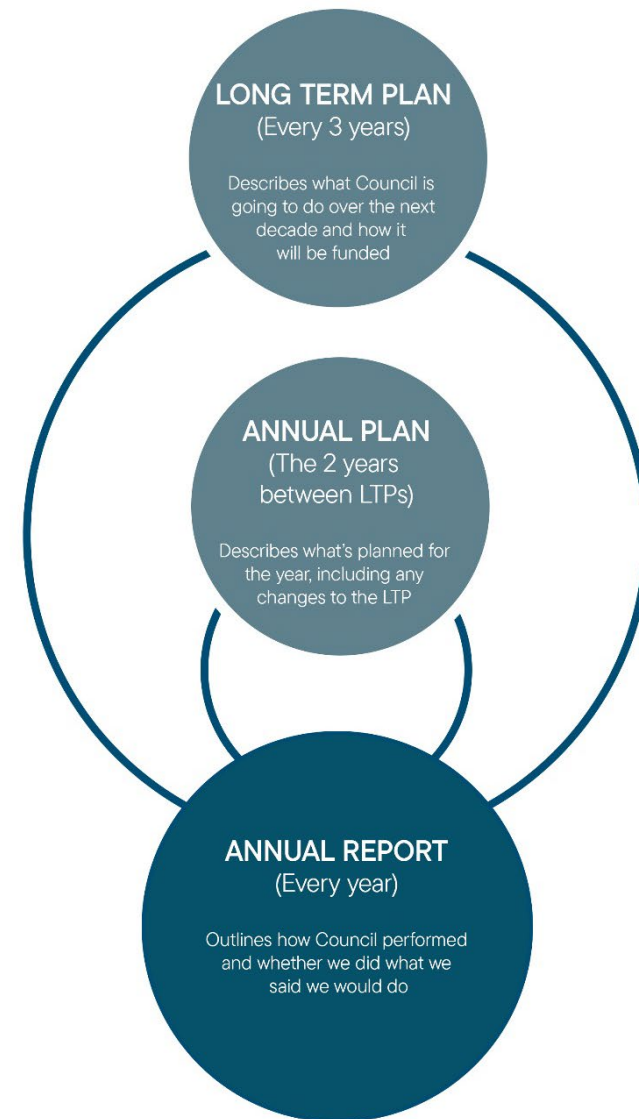 LONG TERM PLAN
(Every 3 years)
Describes what Council is
going to do over the next
decade and how it
will be funded
ANNUAL PLAN
(The 2 years
between LTPs)
Describes what's planned for
the year, including any
changes to the LTP
ANNUAL REPORT
(Every year)
Outlines how Council performed
and whether we did what we
said we would do